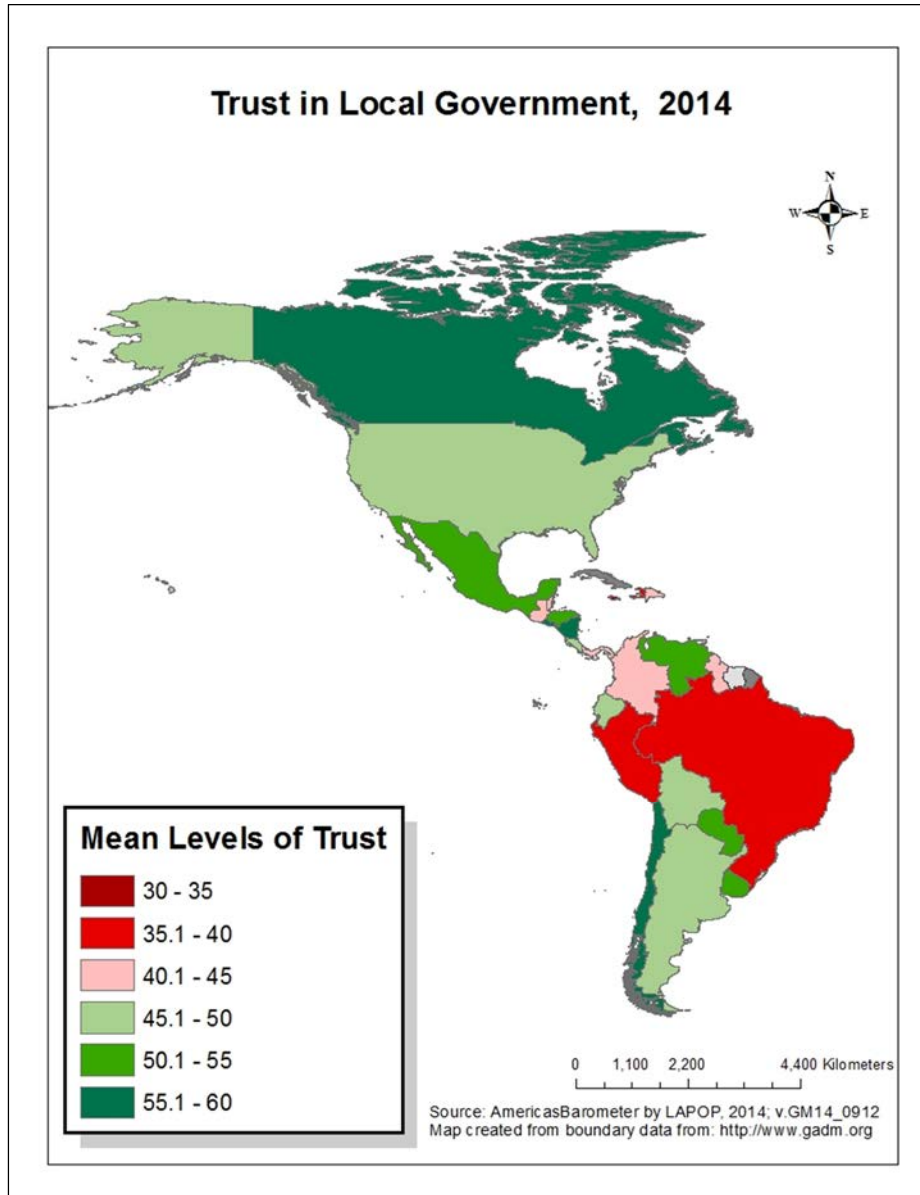 Trust in Local Government, 2014
N
W E
S
Mean Levels of Trust
30 - 35
35.1 - 40
40.1 - 45
45.1 - 50
50.1 - 55
55.1 - 60
0 1,100 2,200 4,400 Kilometers
Source: AmericasBarometer by LAPOP, 2014; v.GM14_0912
Map created from boundary data from: http://www.gadm.org